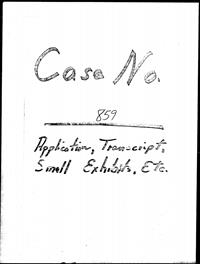 Case No.
859
Application, Transcript,
Small Exhibits, Etc.